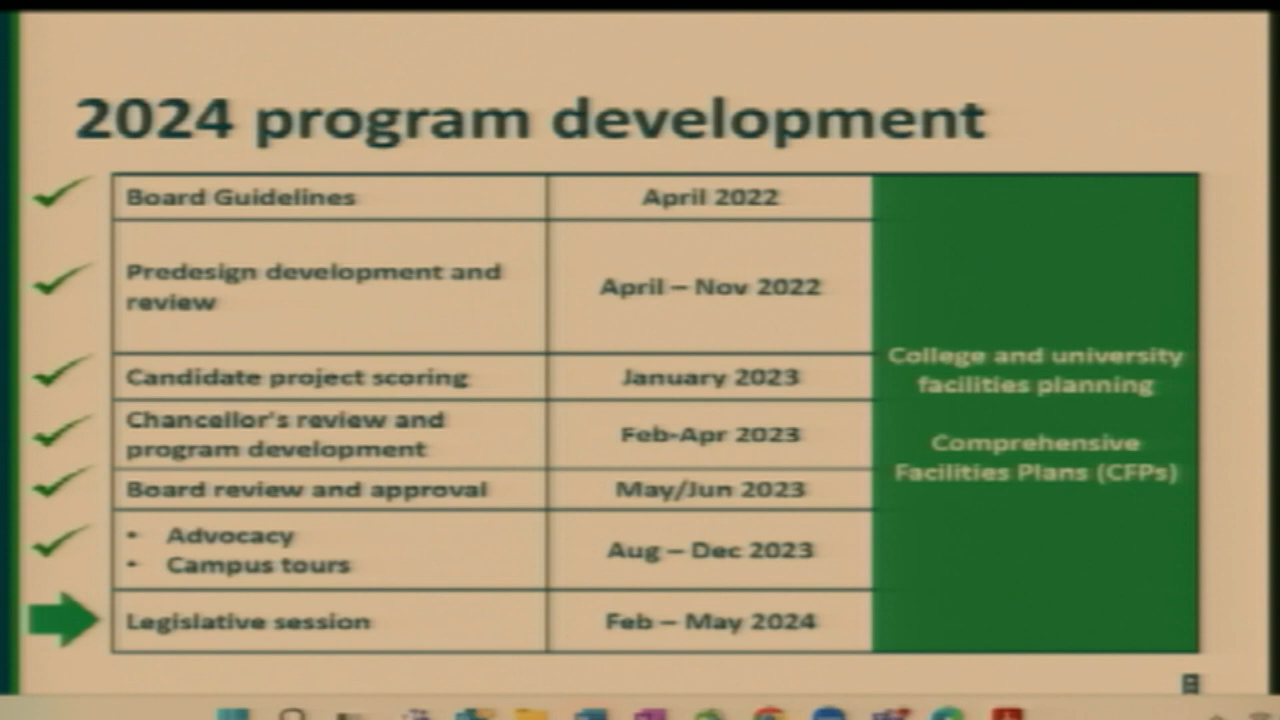 2024 program development
Board Guidelines
April 2022
Predesign development and
review
April – Nov 2022
Candidate project scoring
January 2023
Chancellor's review and
program development
Feb-Apr 2023
Board review and approval
May/Jun 2023
• Advocacy
• Campus tours
Aug – Dec 2023
Legislative session
Feb – May 2024
College and university
facilities planning
Comprehensive
Facilities Plans (CFPs)